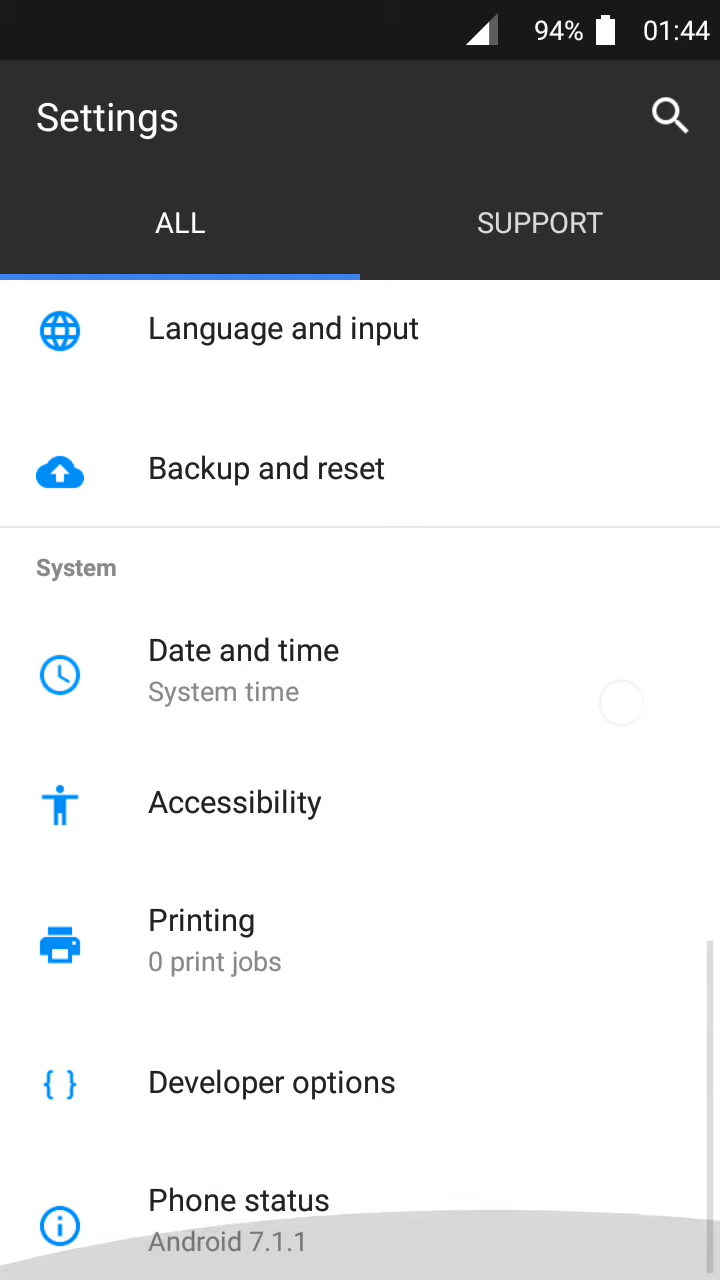 94% 01:44
Settings
ALL SUPPORT
Language and input
Backup and reset
System
Date and time
System time
Accessibility
Printing
0 print jobs
{ } Developer options
Phone status
Android 7.1.1